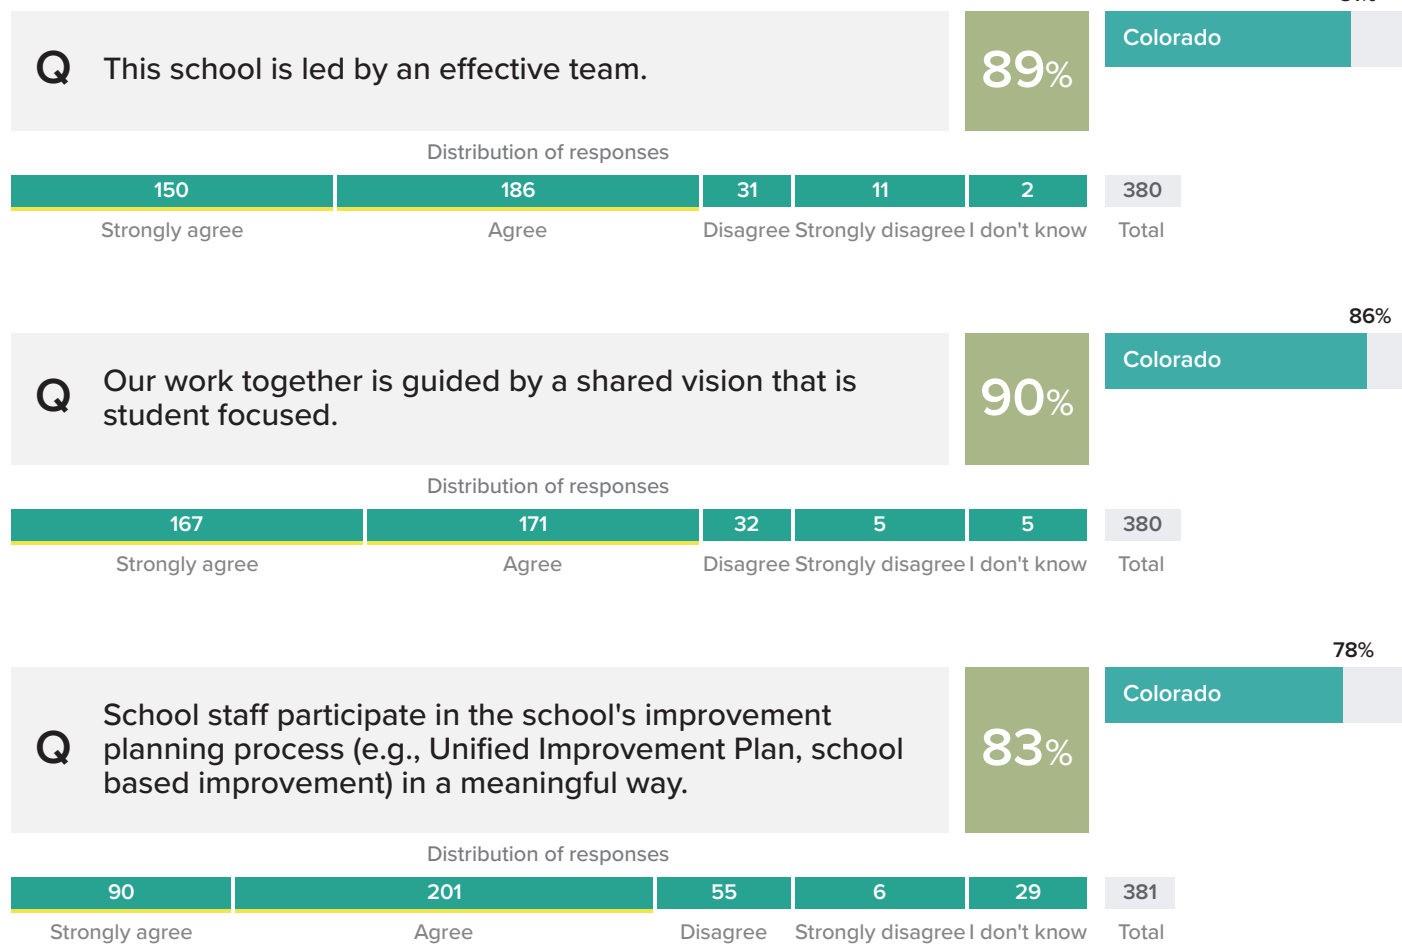 Q This school is led by an effective team.
89%
Colorado
Distribution of responses
150 186 31 11 2 380
Strongly agree Agree Disagree Strongly disagree I don't know Total
86%
Q Our work together is guided by a shared vision that is
student focused.
90%
Colorado
Distribution of responses
167 171 32 5 5 380
Strongly agree Agree Disagree Strongly disagree I don't know Total
78%
School staff participate in the school's improvement
Q planning process (e.g., Unified Improvement Plan, school
based improvement) in a meaningful way.
83%
Colorado
Distribution of responses
90 201 55 6 29 381
Strongly agree Agree Disagree Strongly disagree I don't know Total